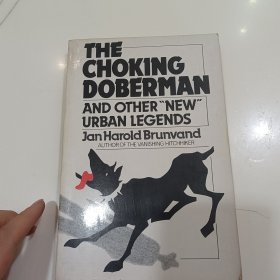 THE
CHOKING
DOBERMAN
AND OTHER "NEW"
URBAN LEGENDS
Jan Harold Brunvand
AUTHOR OF THE VANISHING HITCHHIKER